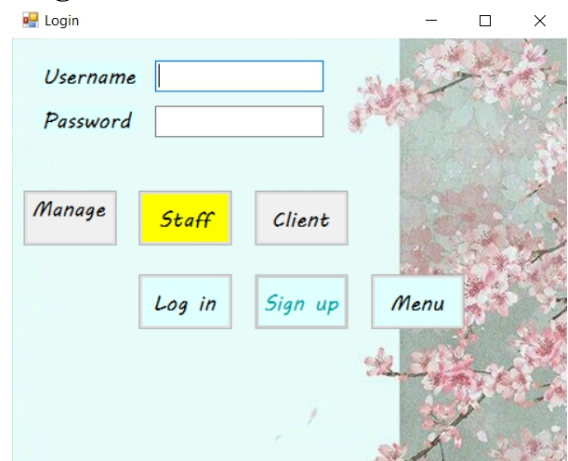 Login
Username
Password
Manage Staff Client
Log in Sign up Menu